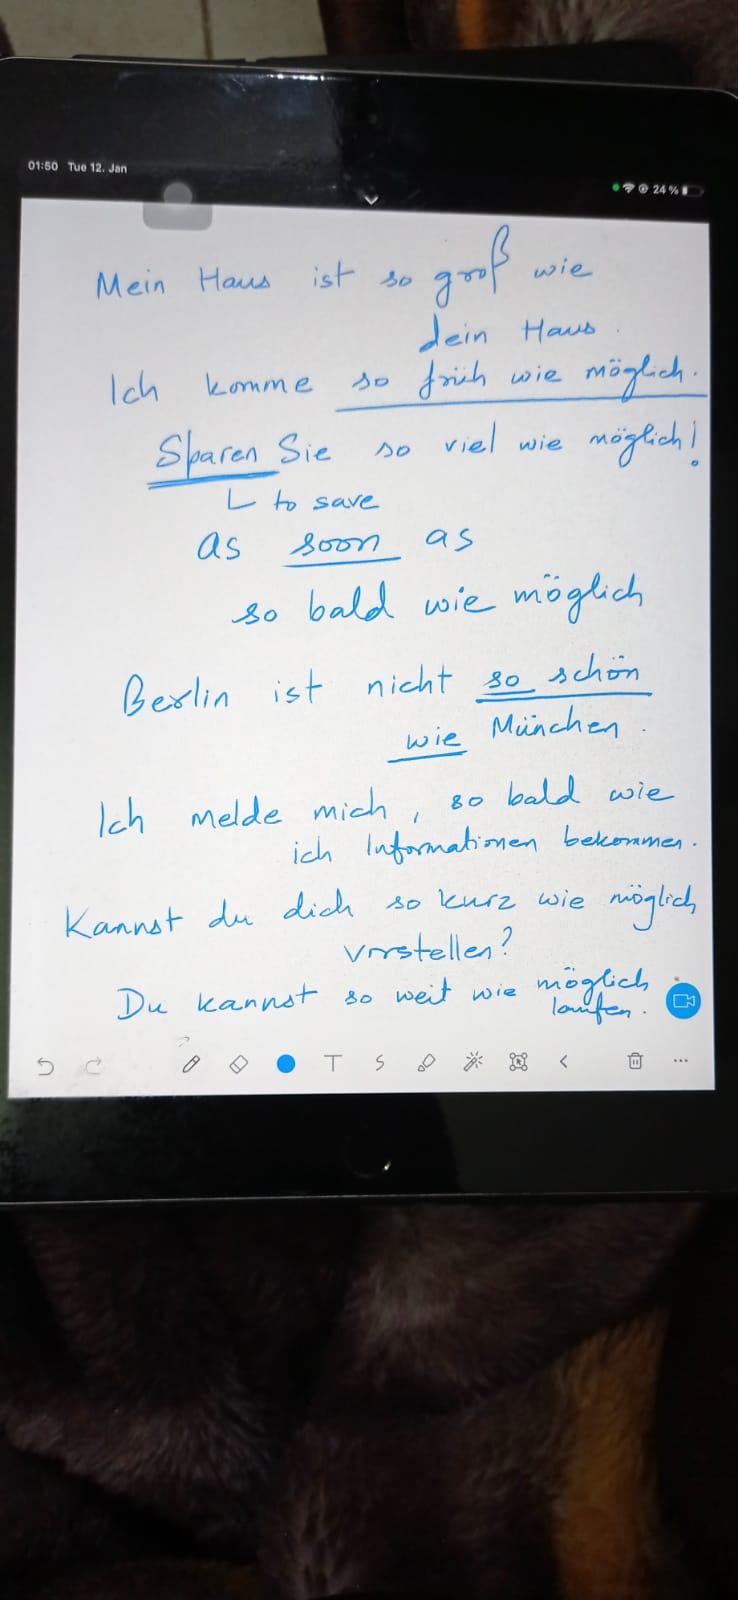 01:50 Tue 12. Jan
24 %
Mein Haus ist so groß wie
dein Haus.
Ich komme so früh wie möglich.
Sparen Sie so viel wie möglich!
to save
as soon as
so bald wie möglich
Berlin ist nicht so schön
wie München.
Ich melde mich, so bald wie
ich Informationen bekommen.
Kannst du dich so kurz wie möglich
vorstellen?
Du kannst so weit wie möglich
laufen.
T
S